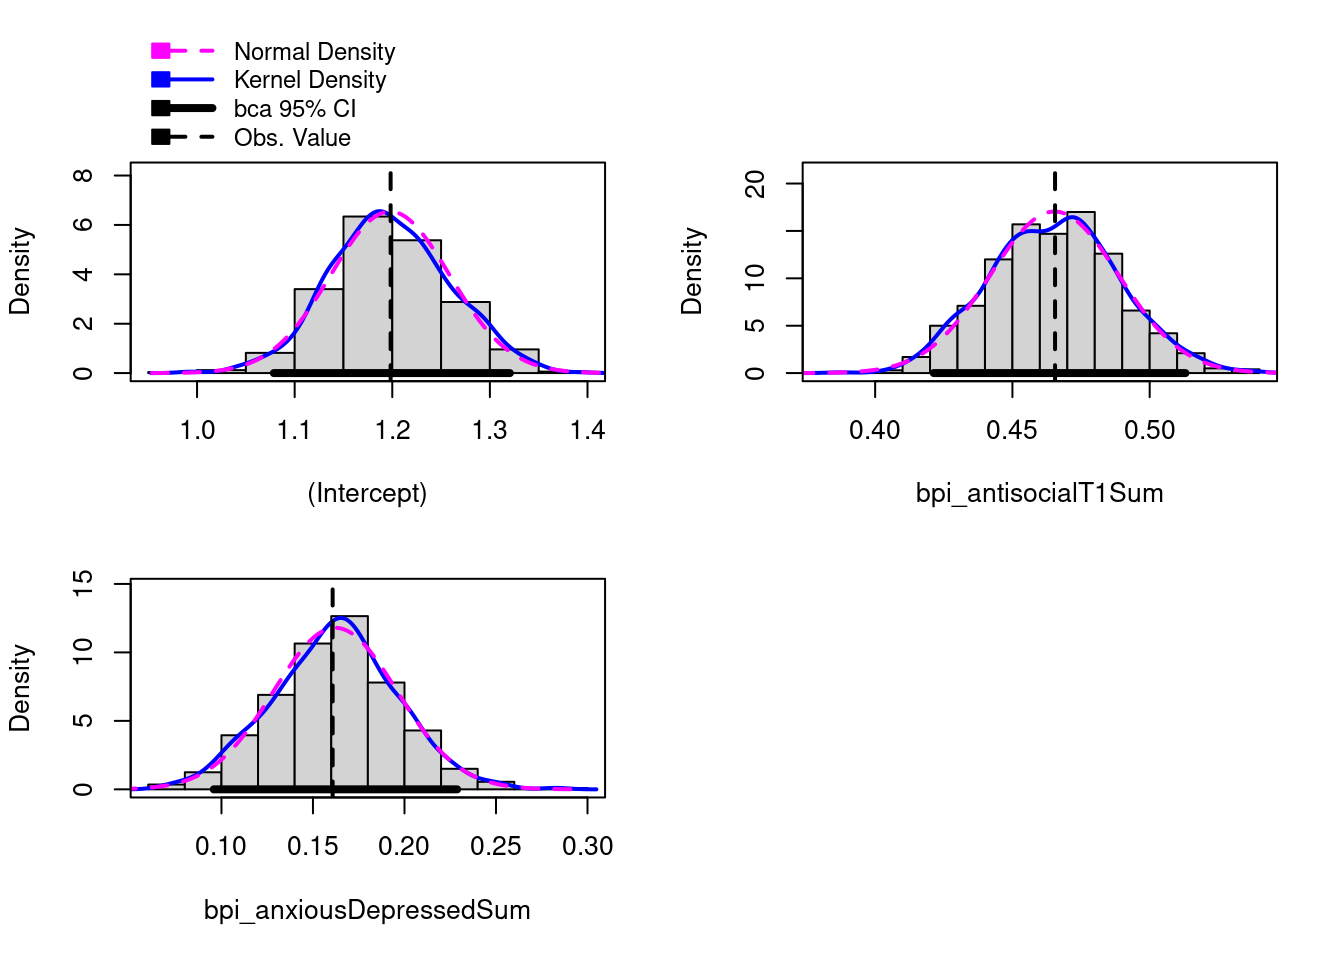 Normal Density
Kernel Density
bca 95% CI
Obs. Value
Density
0 2 4 6 8
1.0 1.1 1.2 1.3 1.4
(Intercept)
Density
0 5 10 20
0.40 0.45 0.50
bpi_antisocialT1Sum
Density
0 5 10 15
0.10 0.15 0.20 0.25 0.30
bpi_anxiousDepressedSum